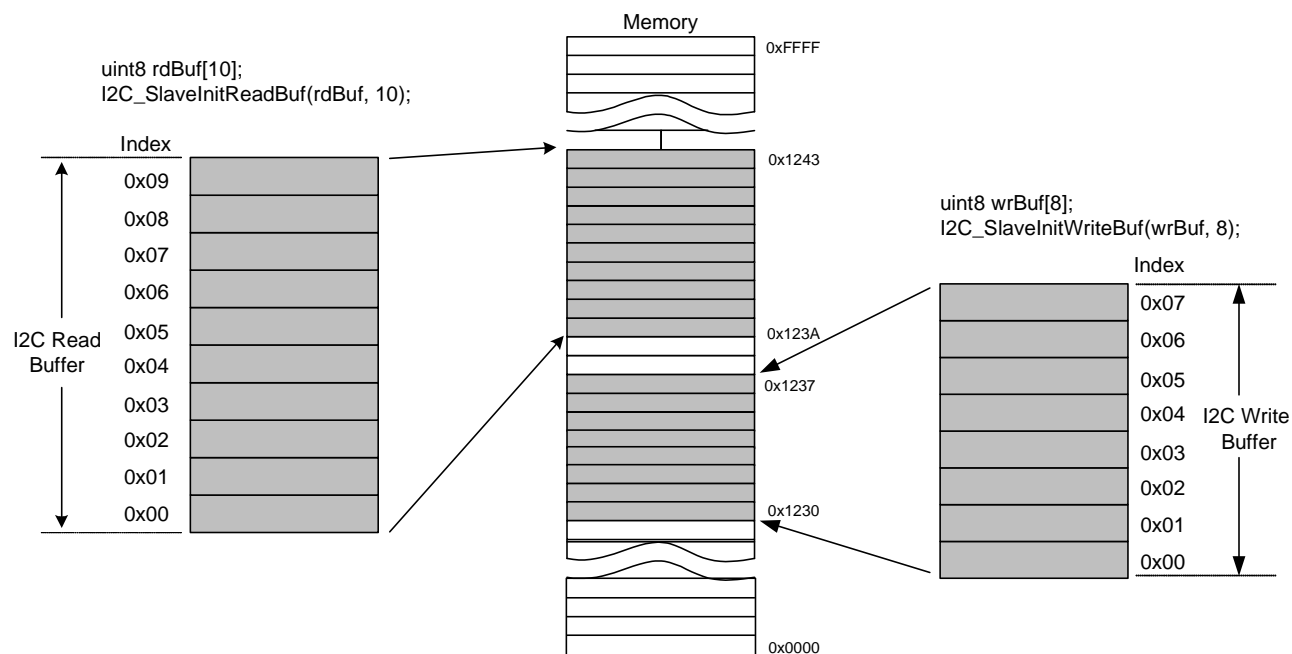 Memory
0xFFFF
uint8 rdBuf[10];
I2C_SlaveInitReadBuf(rdBuf, 10);
Index
0x09
0x08
0x07
0x06
0x05
0x04
0x03
0x02
0x01
0x00
I2C Read
Buffer
0x1243
0x123A
0x1237
0x1230
0x0000
uint8 wrBuf[8];
I2C_SlaveInitWriteBuf(wrBuf, 8);
Index
0x07
0x06
0x05
0x04
0x03
0x02
0x01
0x00
I2C Write
Buffer